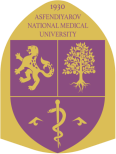 1930
ASFENDIYAROV
NATIONAL MEDICAL
UNIVERSITY